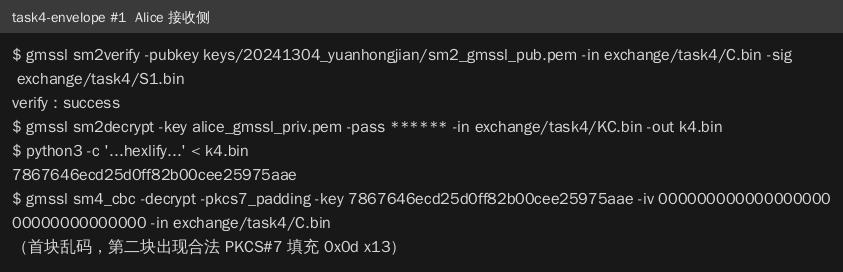 task4-envelope #1 Alice 接收侧
$ gmssl sm2verify -pubkey keys/20241304_yuanhongjian/sm2_gmssl_pub.pem -in exchange/task4/C.bin -sig
exchange/task4/S1.bin
verify : success
$ gmssl sm2decrypt -key alice_gmssl_priv.pem -pass ****** -in exchange/task4/KC.bin -out k4.bin
$ python3 -c '...hexlify...' < k4.bin
7867646ecd25d0ff82b00cee25975aae
$ gmssl sm4_cbc -decrypt -pkcs7_padding -key 7867646ecd25d0ff82b00cee25975aae -iv 000000000000000000
00000000000000 -in exchange/task4/C.bin
（首块乱码，第二块出现合法 PKCS#7 填充 0x0d x13）